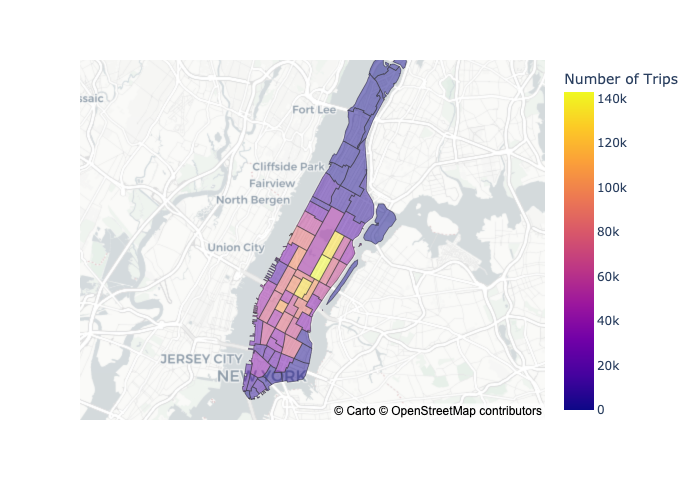 Number of Trips
140k
120k
100k
80k
60k
40k
20k
0
ssaic
Fort Lee
Cliffside Park
Fairview
North Bergen
Union City
JERSEY CITY
NEW YORK
© Carto © OpenStreetMap contributors